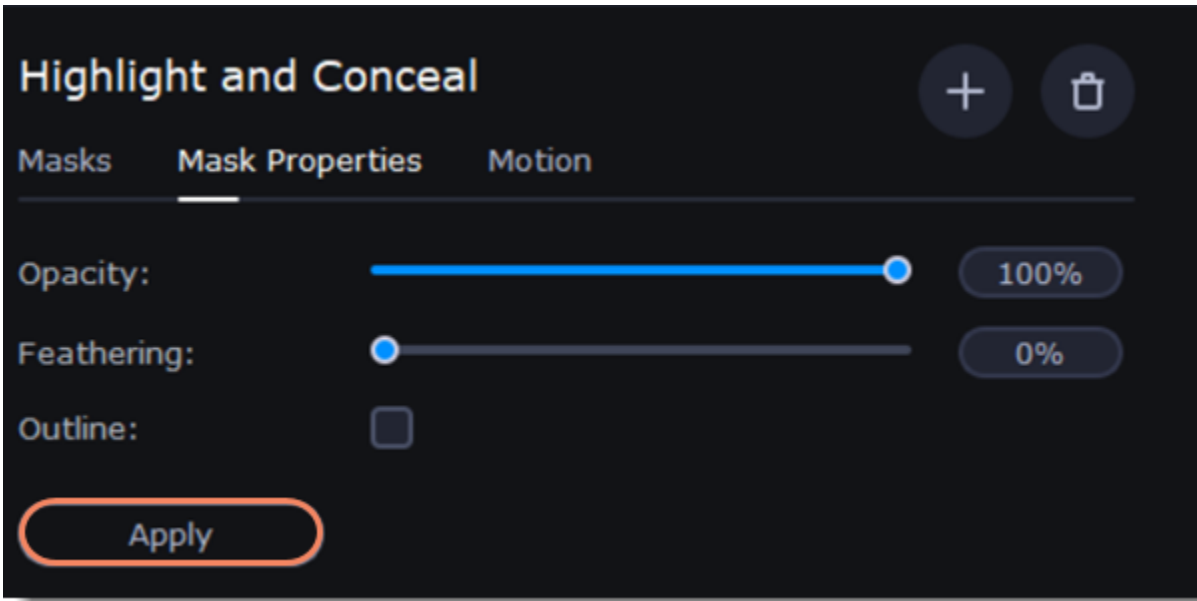 Highlight and Conceal
Masks Mask Properties Motion
Opacity: 100%
Feathering: 0%
Outline:
Apply